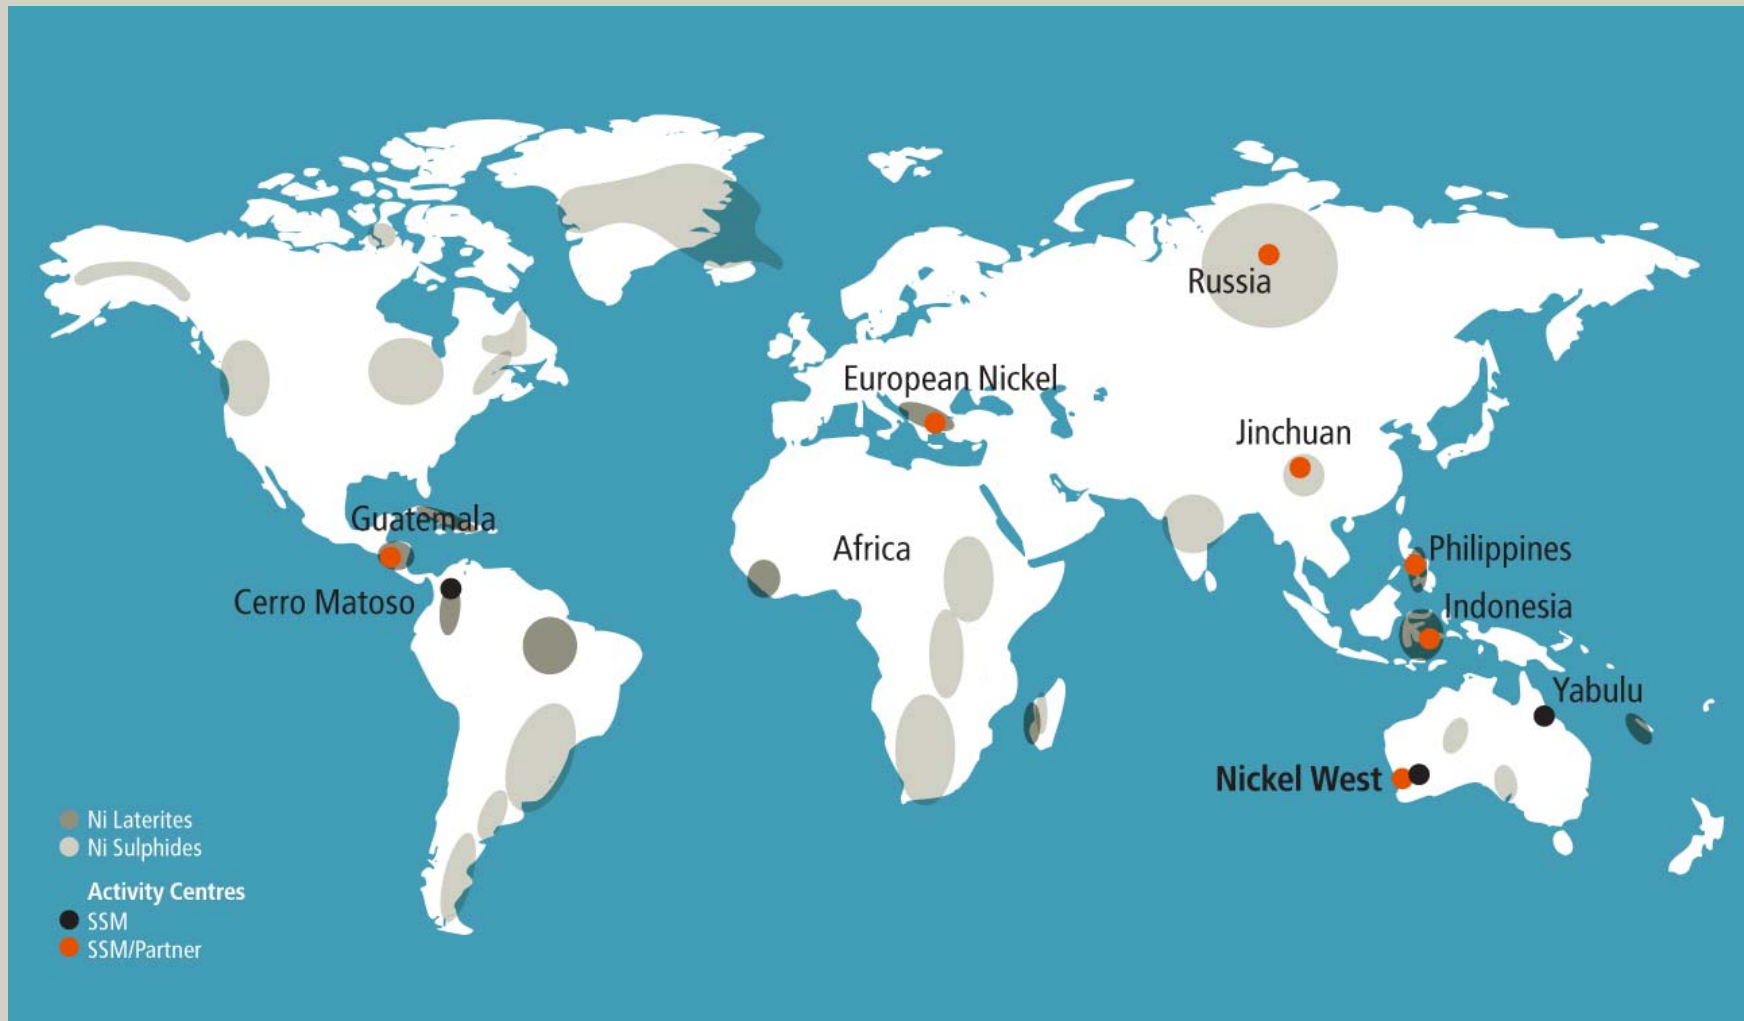 Russia
European Nickel
Jinchuan
Guatemala
Africa
Philippines
Cerro Matoso
Indonesia
Yabulu
Nickel West
Ni Laterites
Ni Sulphides
Activity Centres
SSM
SSM/Partner